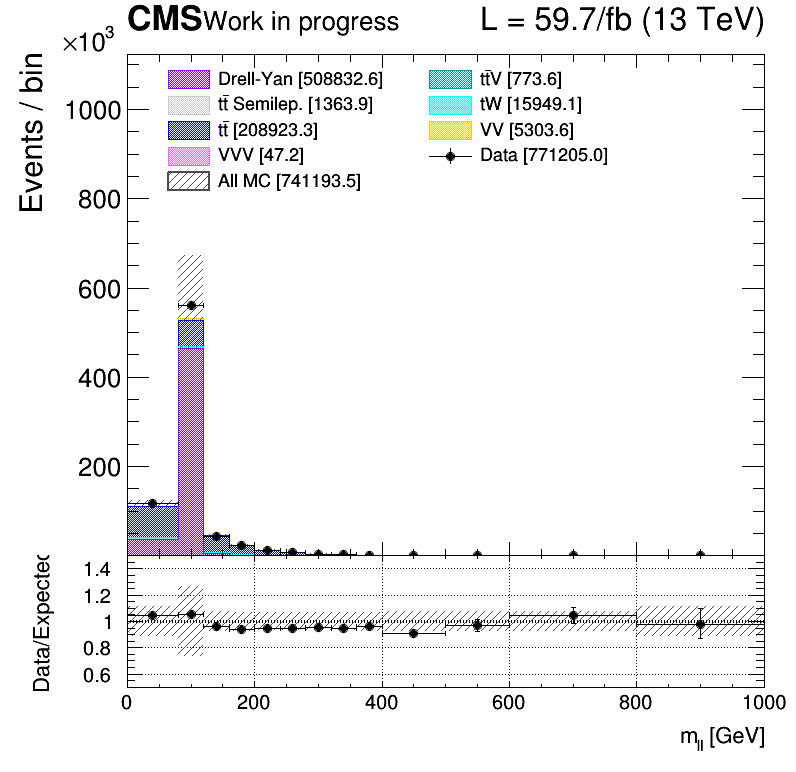 CMS Work in progress L = 59.7/fb (13 TeV)
×10³
Events / bin
1000
800
600
400
200
Drell-Yan [508832.6]
tt̄ Semilep. [1363.9]
tt̄ [208923.3]
VVV [47.2]
All MC [741193.5]
tt̄V [773.6]
tW [15949.1]
VV [5303.6]
Data [771205.0]
Data/Expected
1.4
1.2
1
0.8
0.6
0 200 400 600 800 1000
m_ll [GeV]